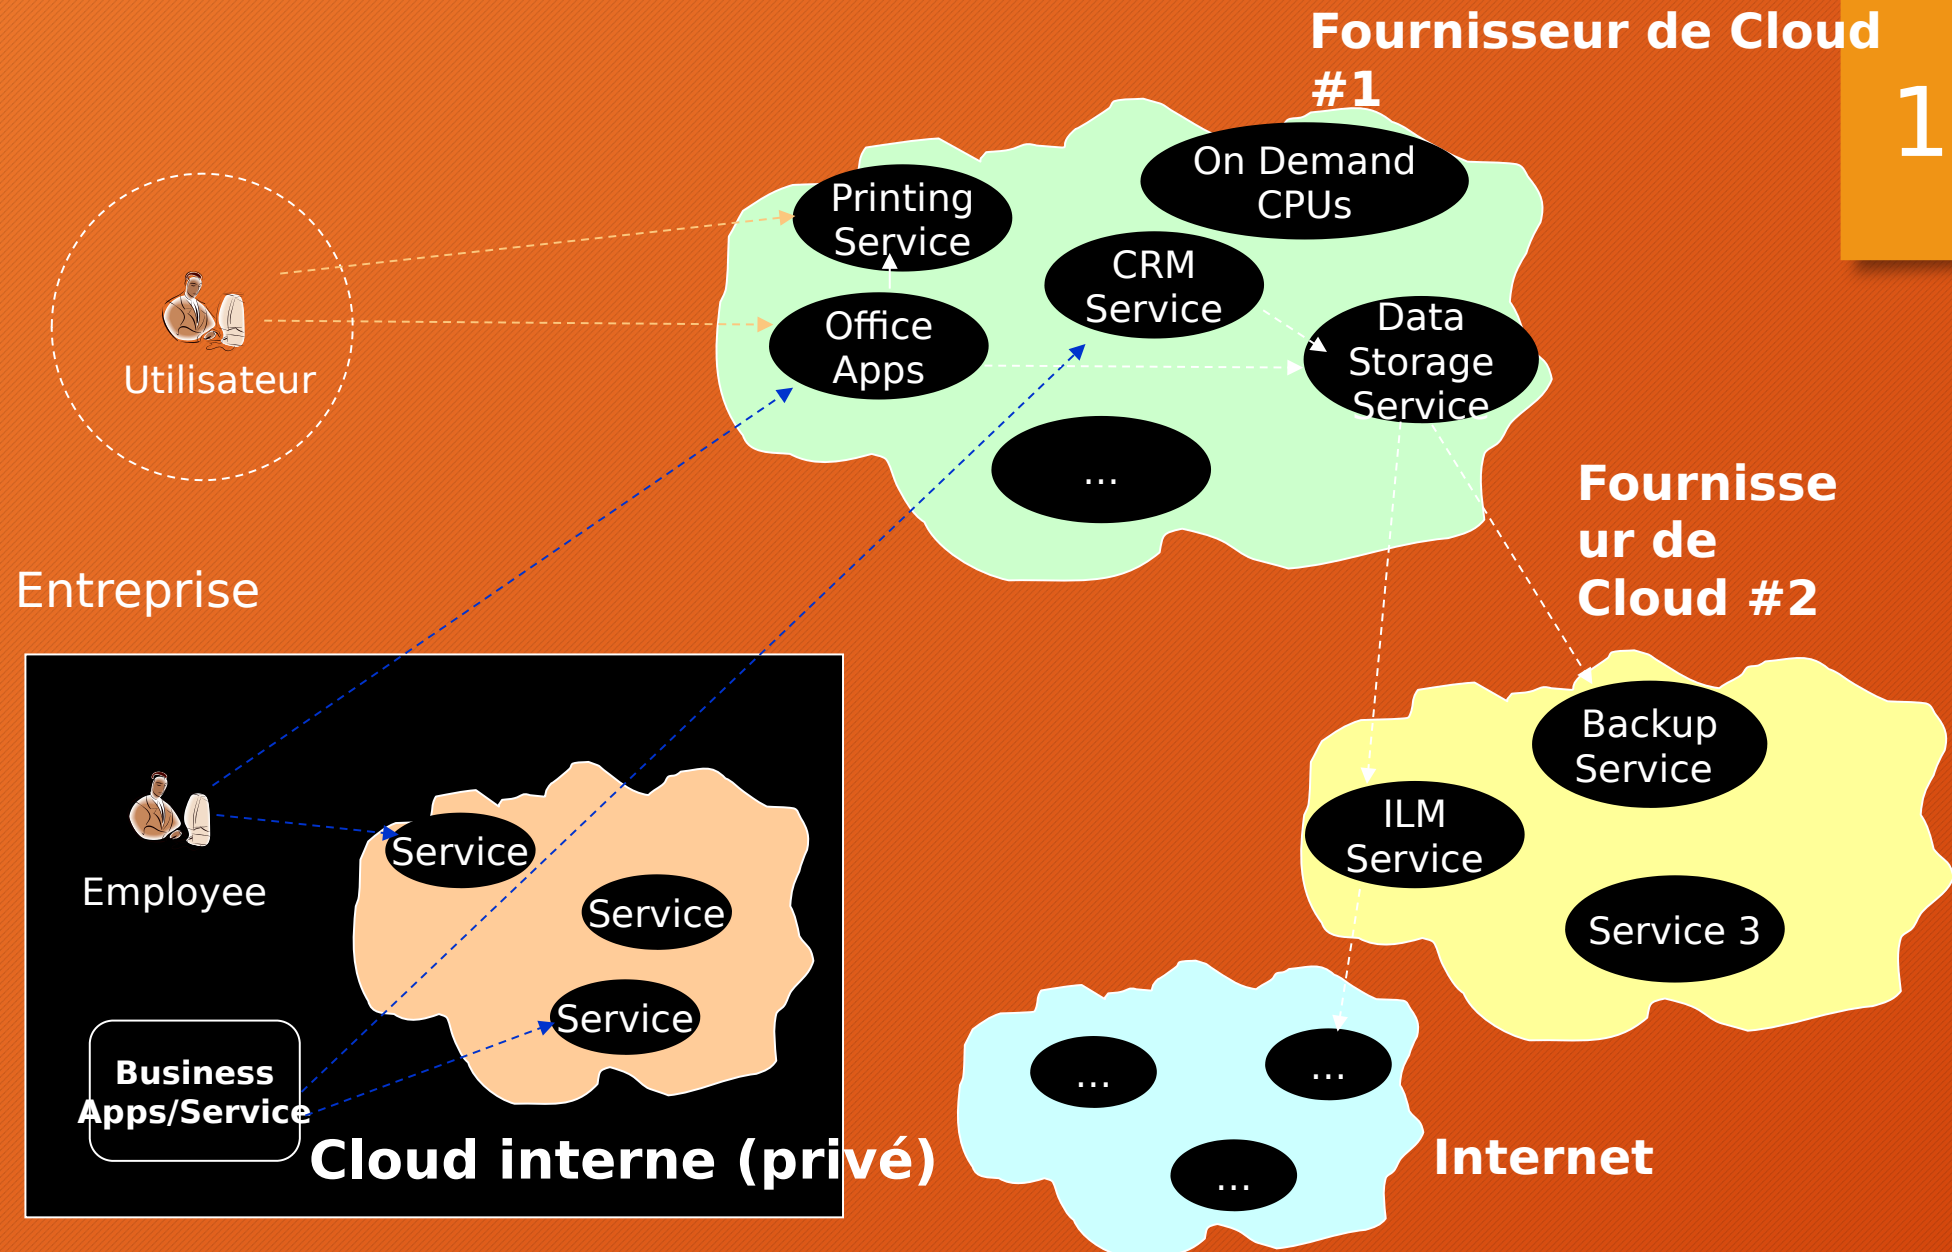 Fournisseur de Cloud
#1
1
Printing
Service
On Demand
CPUs
CRM
Service
Office
Apps
Data
Storage
Service
...
Utilisateur
Fournisse
ur de
Cloud #2
Entreprise
Backup
Service
ILM
Service
Service 3
Employee
Service
Service
Service
Business
Apps/Service
Cloud interne (privé)
...
...
...
Internet